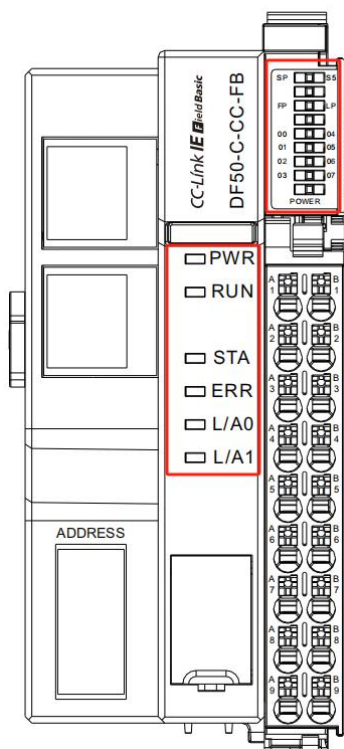 CC-Link IE Field Basic
DF50-C-CC-FB
SP S5
FP LP
00 04
01 05
02 06
03 07
POWER
PWR
RUN
STA
ERR
L/A0
L/A1
ADDRESS
A 1 B 1
A 2 B 2
A 3 B 3
A 4 B 4
A 5 B 5
A 6 B 6
A 7 B 7
A 8 B 8
A 9 B 9